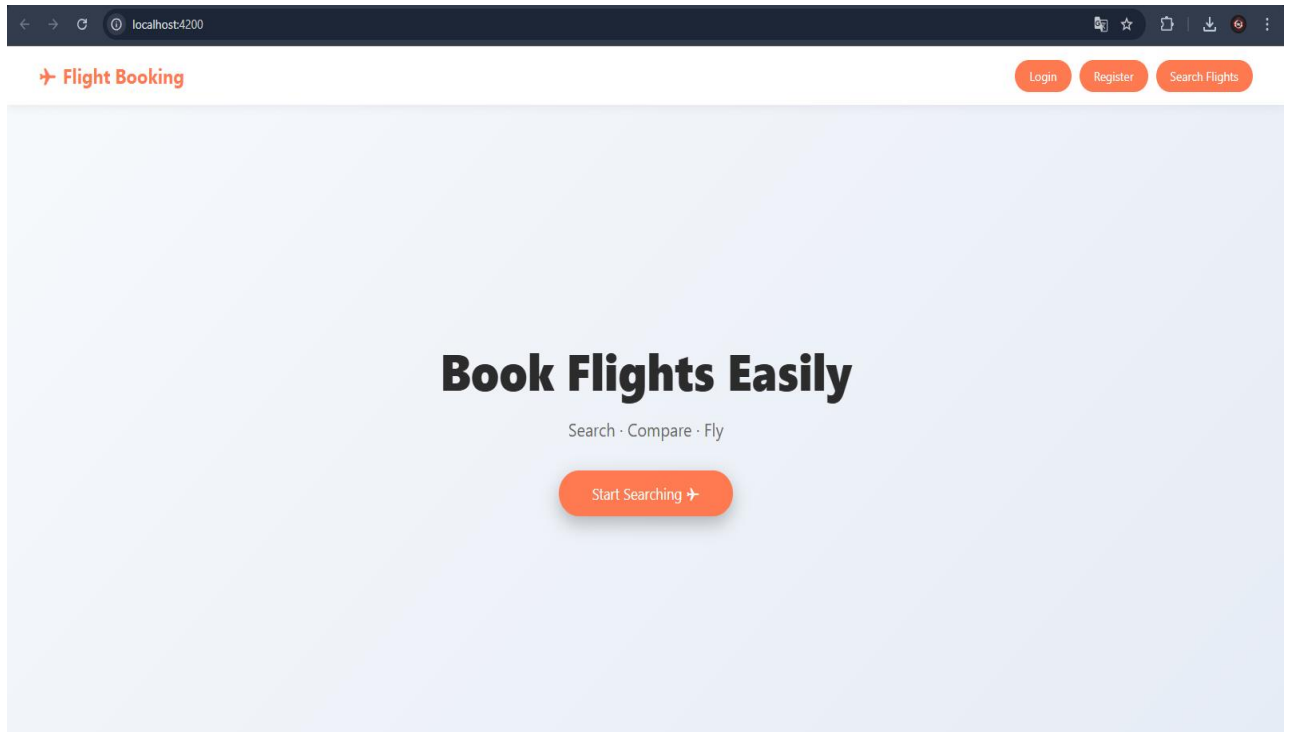 localhost:4200
✈ Flight Booking
Login Register Search Flights
Book Flights Easily
Search · Compare · Fly
Start Searching ✈